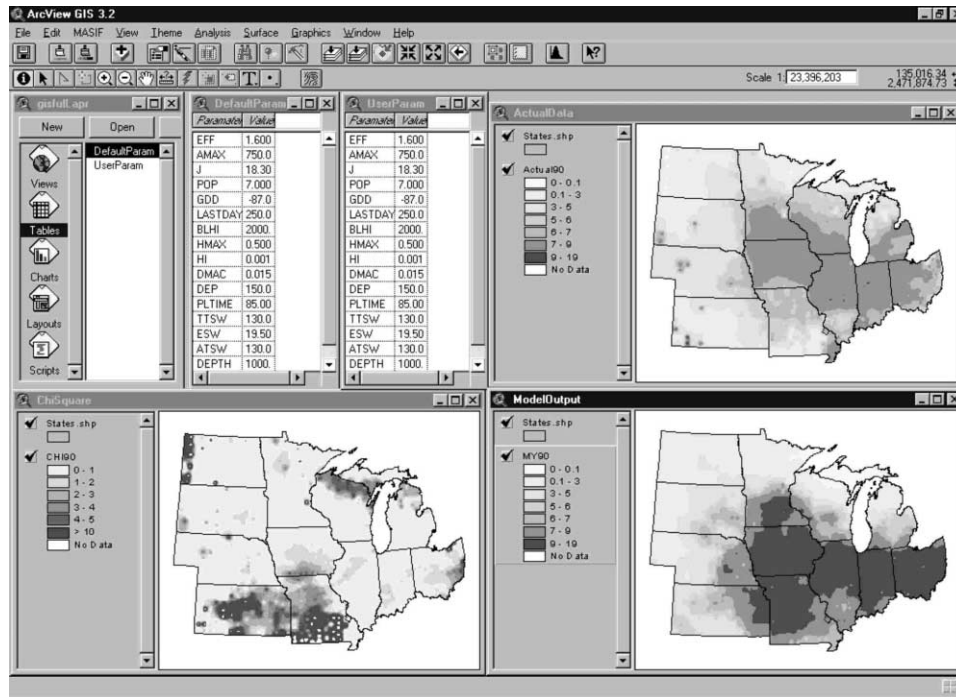 ArcView GIS 3.2
File Edit MASIF View Theme Analysis Surface Graphics Window Help
Scale 1: 23,396,203
135,016.34
2,471,874.73
gisfull.apr
New Open
Views
Tables
Charts
Layouts
Scripts
DefaultParam
UserParam
DefaultParam
Paramater Value
EFF 1.600
AMAX 750.0
J 18.30
POP 7.000
GDD -87.0
LASTDAY 250.0
BLHI 2000.
HMAX 0.500
HI 0.001
DMAC 0.015
DEP 150.0
PLTIME 85.00
TTSW 130.0
ESW 19.50
ATSW 130.0
DEPTH 1000.
UserParam
Paramater Value
EFF 1.600
AMAX 750.0
J 18.30
POP 7.000
GDD -87.0
LASTDAY 250.0
BLHI 2000.
HMAX 0.500
HI 0.001
DMAC 0.015
DEP 150.0
PLTIME 85.00
TTSW 130.0
ESW 19.50
ATSW 130.0
DEPTH 1000.
ActualData
States.shp
Actual90
0 - 0.1
0.1 - 3
3 - 5
5 - 6
6 - 7
7 - 9
9 - 19
No Data
ChiSquare
States.shp
CHI90
0 - 1
1 - 2
2 - 3
3 - 4
4 - 5
> 10
No Data
ModelOutput
States.shp
MY90
0 - 0.1
0.1 - 3
3 - 5
5 - 6
6 - 7
7 - 9
9 - 19
No Data